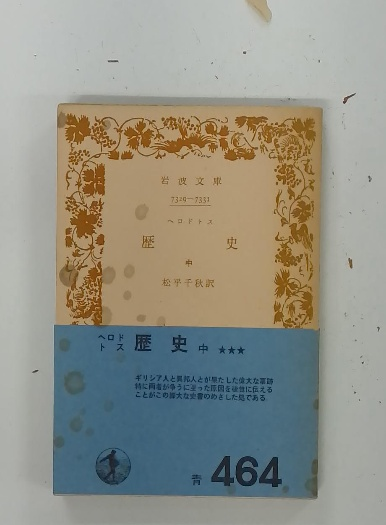 岩波文庫
7329-7331
ヘロドトス
歴史
中
松平千秋訳
ヘロドトス 歴史 中 ★★★
ギリシア人と異邦人とが果たした偉大な事跡
特に両者が争うに至った原因を後世に伝える
ことがこの厖大な史書のめざした処である
青 464